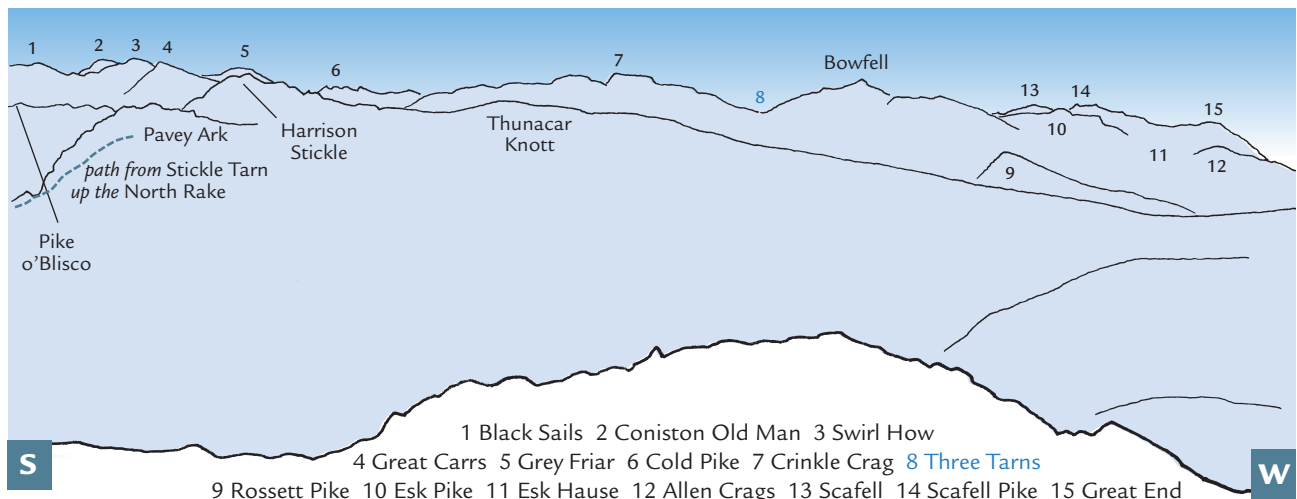 1
2
3
4
5
6
7
8
Bowfell
13
14
15
10
11
12
9
Pavey Ark
Harrison
Stickle
Thunacar
Knott
path from Stickle Tarn
up the North Rake
Pike
o'Blisco
S
W
1 Black Sails 2 Coniston Old Man 3 Swirl How
4 Great Carrs 5 Grey Friar 6 Cold Pike 7 Crinkle Crag 8 Three Tarns
9 Rossett Pike 10 Esk Pike 11 Esk Hause 12 Allen Crags 13 Scafell 14 Scafell Pike 15 Great End